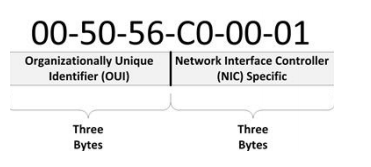 00-50-56-C0-00-01
Organizationally Unique Network Interface Controller
Identifier (OUI) (NIC) Specific
Three Three
Bytes Bytes